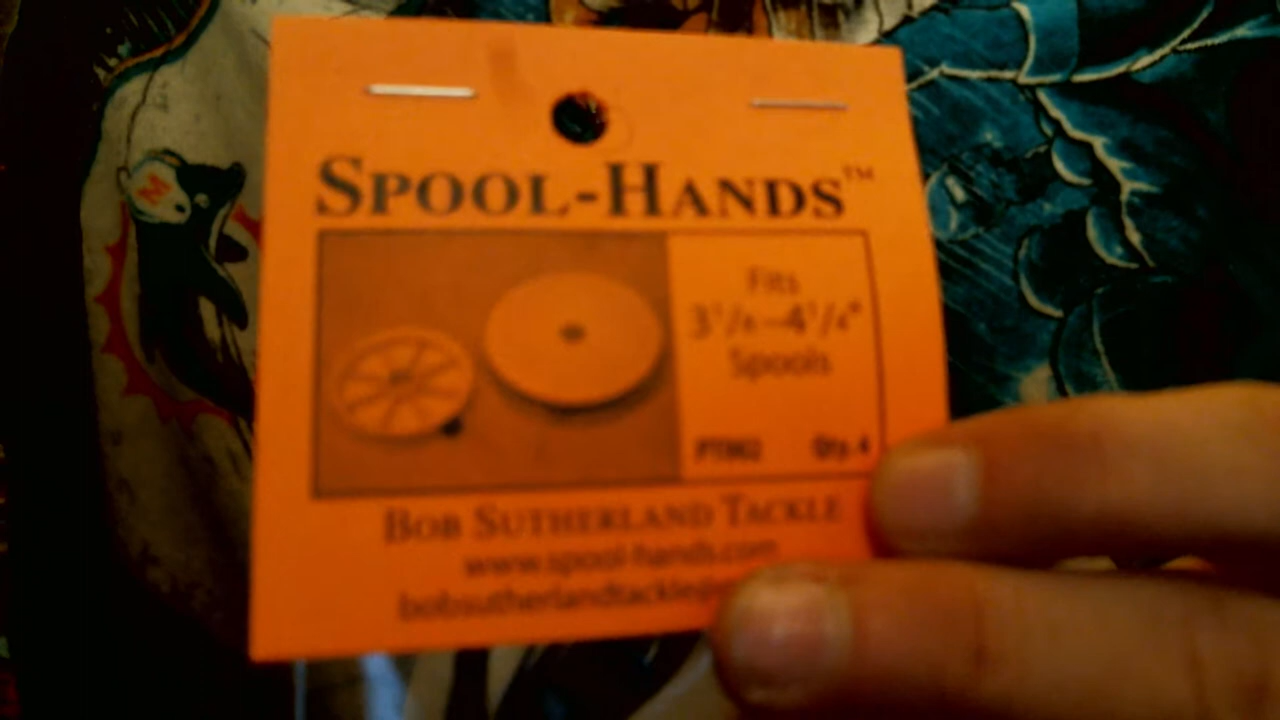 SPOOL-HANDS™
Fits
3¹/₄–4¹/₄"
Spools
Qty. 4
BOB SUTHERLAND TACKLE
www.spool-hands.com
M